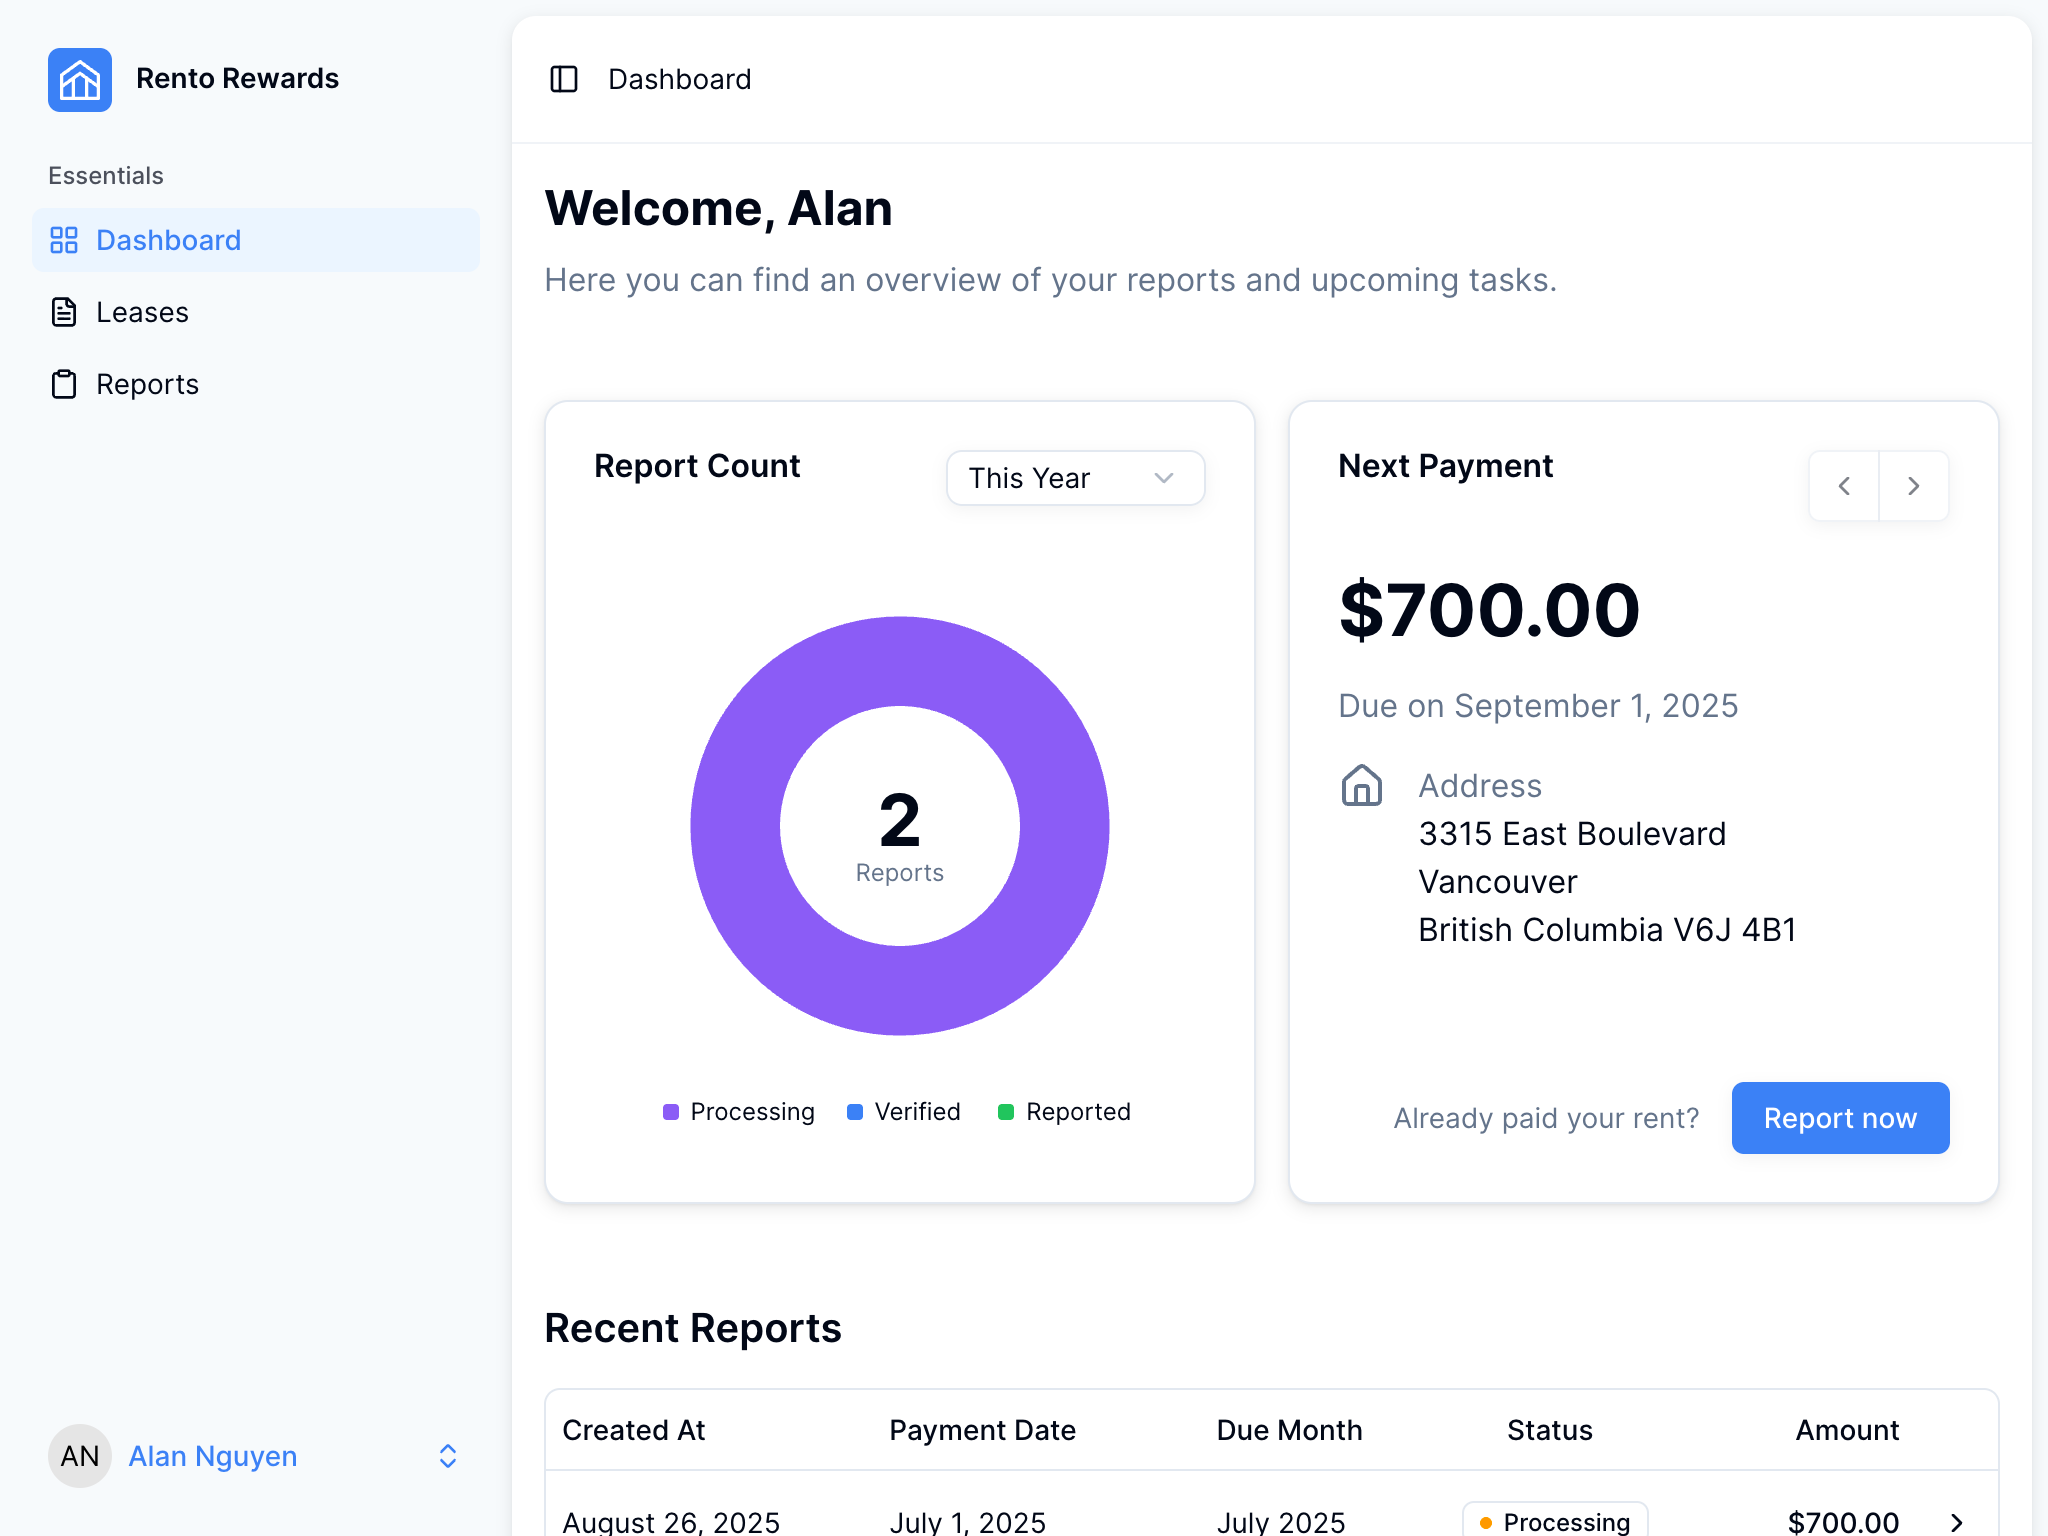 Rento Rewards
Essentials
Dashboard
Leases
Reports
AN
Alan Nguyen
Dashboard
Welcome, Alan
Here you can find an overview of your reports and upcoming tasks.
Report Count
This Year
2
Reports
Processing
Verified
Reported
Next Payment
$700.00
Due on September 1, 2025
Address
3315 East Boulevard
Vancouver
British Columbia V6J 4B1
Already paid your rent?
Report now
Recent Reports
Created At Payment Date Due Month Status Amount
August 26, 2025 July 1, 2025 July 2025 Processing $700.00